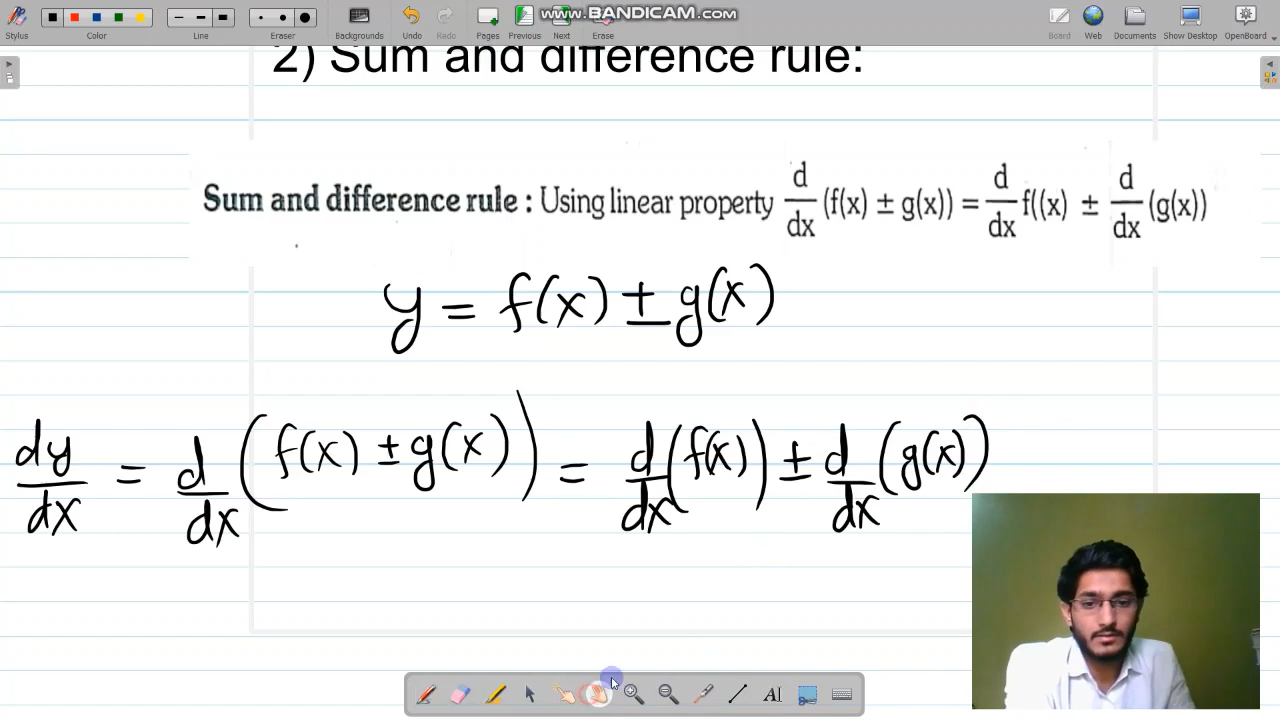 Stylus Color Line Eraser Backgrounds Undo Redo Pages Previous Next Erase Board Web Documents Show Desktop OpenBoard
www.BANDICAM.com
2) Sum and difference rule:
Sum and difference rule : Using linear property d/dx (f(x) ± g(x)) = d/dx f((x) ± d/dx (g(x))
y = f(x) ± g(x)
dy/dx = d/dx (f(x) ± g(x)) = d/dx (f(x)) ± d/dx (g(x))